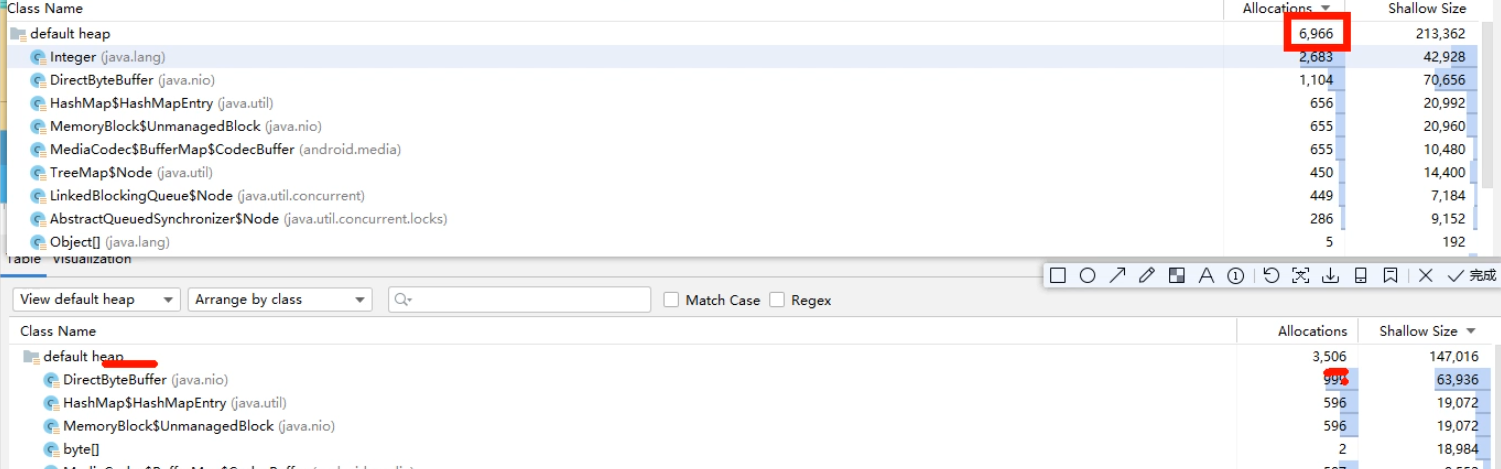 Class Name Allocations Shallow Size
default heap 6,966 213,362
Integer (java.lang) 2,683 42,928
DirectByteBuffer (java.nio) 1,104 70,656
HashMap$HashMapEntry (java.util) 656 20,992
MemoryBlock$UnmanagedBlock (java.nio) 655 20,960
MediaCodec$BufferMap$CodecBuffer (android.media) 655 10,480
TreeMap$Node (java.util) 450 14,400
LinkedBlockingQueue$Node (java.util.concurrent) 449 7,184
AbstractQueuedSynchronizer$Node (java.util.concurrent.locks) 286 9,152
Object[] (java.lang) 5 192
Table Visualization
完成
View default heap Arrange by class Match Case Regex
Class Name Allocations Shallow Size
default heap 3,506 147,016
DirectByteBuffer (java.nio) 63,936
HashMap$HashMapEntry (java.util) 596 19,072
MemoryBlock$UnmanagedBlock (java.nio) 596 19,072
byte[] 2 18,984